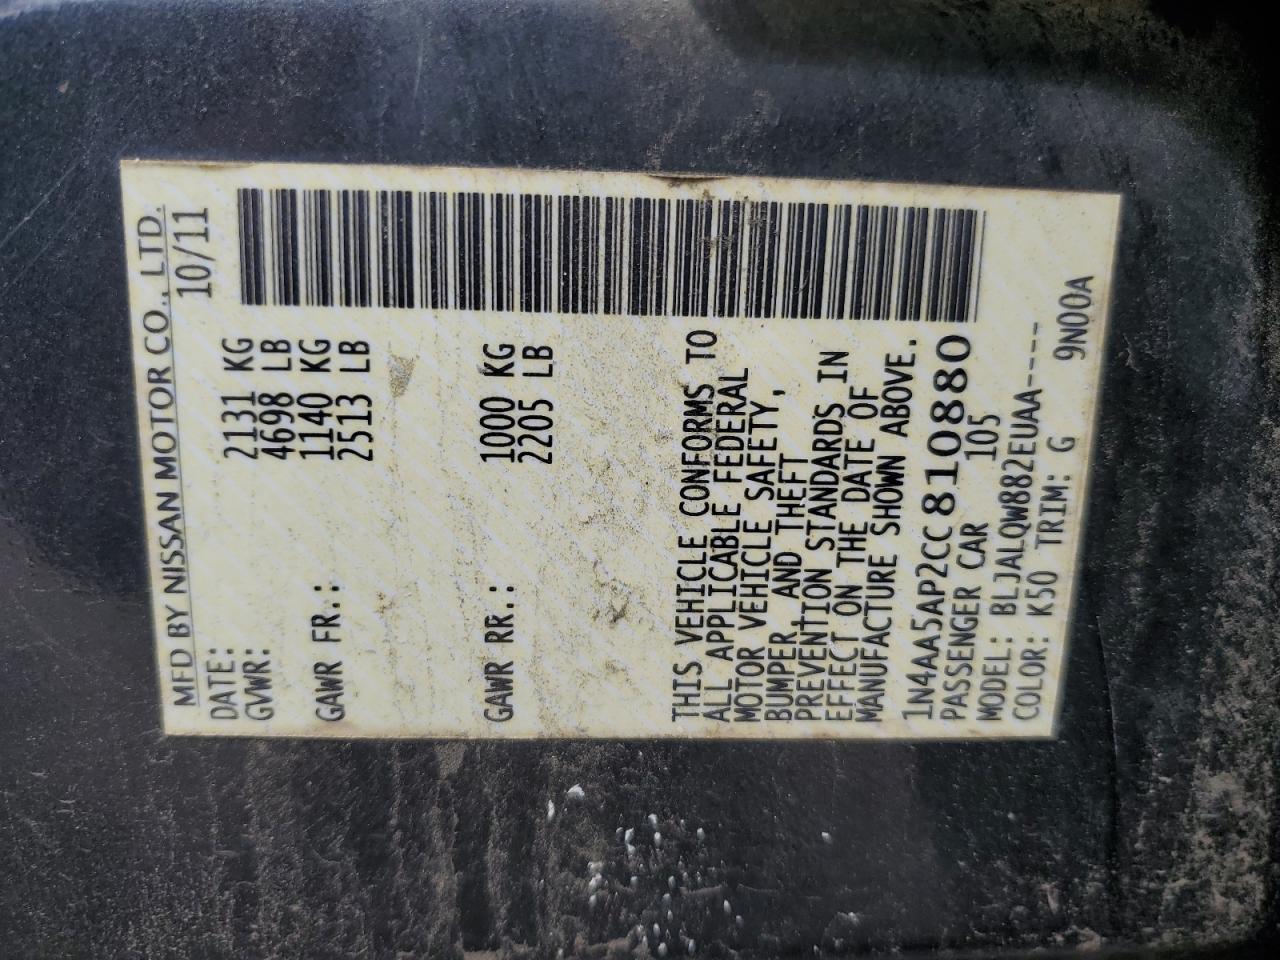 MFD BY NISSAN MOTOR CO., LTD.
DATE: 10/11
GVWR: 2131 KG
4698 LB
GAWR FR.: 1140 KG
2513 LB
GAWR RR.: 1000 KG
2205 LB
THIS VEHICLE CONFORMS TO
ALL APPLICABLE FEDERAL
MOTOR VEHICLE SAFETY,
BUMPER, AND THEFT
PREVENTION STANDARDS IN
EFFECT ON THE DATE OF
MANUFACTURE SHOWN ABOVE.
1N4AA5AP2CC810880
PASSENGER CAR 105
MODEL: BLJALQW882EUAA----
COLOR: K50 TRIM: G 9N00A